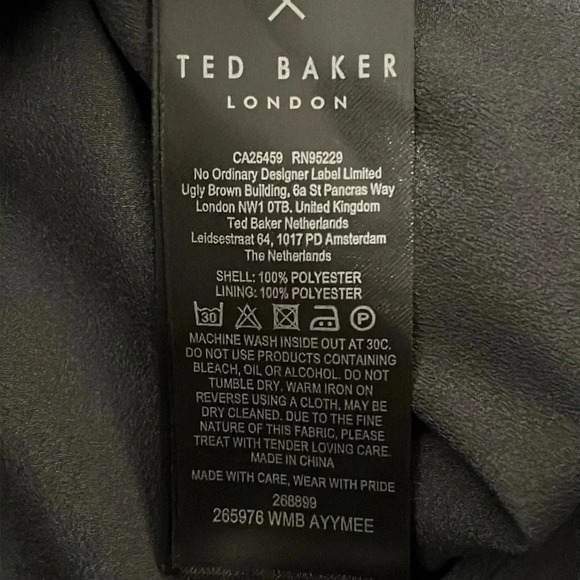 TED BAKER
LONDON
CA25459 RN95229
No Ordinary Designer Label Limited
Ugly Brown Building, 6a St Pancras Way
London NW1 0TB. United Kingdom
Ted Baker Netherlands
Leidsestraat 64, 1017 PD Amsterdam
The Netherlands
SHELL: 100% POLYESTER
LINING: 100% POLYESTER
30 P
MACHINE WASH INSIDE OUT AT 30C.
DO NOT USE PRODUCTS CONTAINING
BLEACH, OIL OR ALCOHOL. DO NOT
TUMBLE DRY. WARM IRON ON
REVERSE USING A CLOTH, MAY BE
DRY CLEANED. DUE TO THE FINE
NATURE OF THIS FABRIC, PLEASE
TREAT WITH TENDER LOVING CARE.
MADE IN CHINA
MADE WITH CARE, WEAR WITH PRIDE
268899
265976 WMB AYYMEE